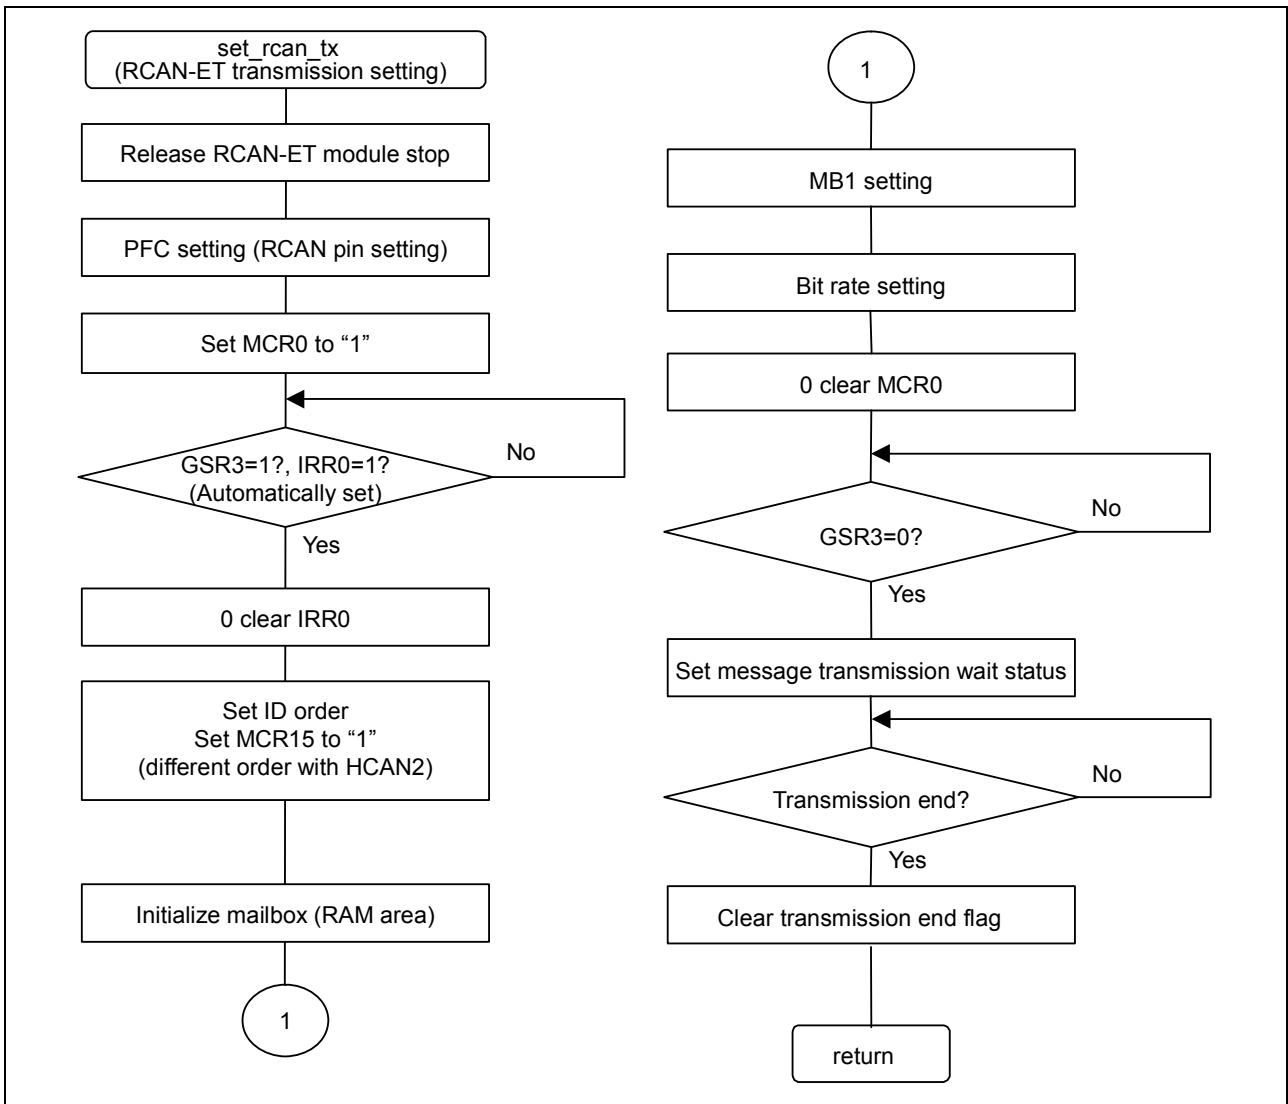 set_rcan_tx
(RCAN-ET transmission setting)
Release RCAN-ET module stop
PFC setting (RCAN pin setting)
Set MCR0 to “1”
GSR3=1?, IRR0=1?
(Automatically set)
No
Yes
0 clear IRR0
Set ID order
Set MCR15 to “1”
(different order with HCAN2)
Initialize mailbox (RAM area)
1
1
MB1 setting
Bit rate setting
0 clear MCR0
GSR3=0?
No
Yes
Set message transmission wait status
Transmission end?
No
Yes
Clear transmission end flag
return